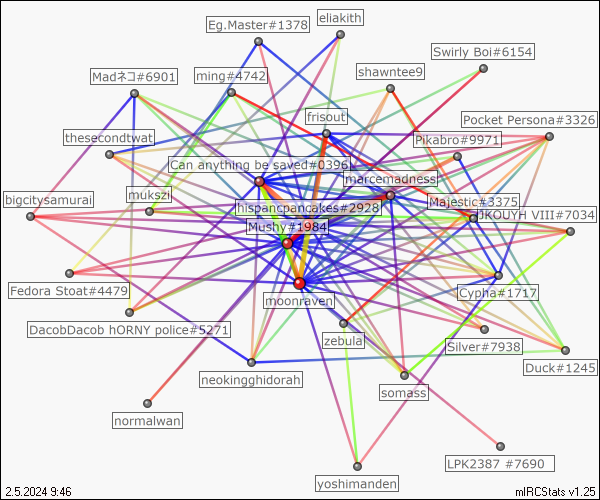 eliakith
Eg.Master#1378
Swirly Boi#6154
Madネコ#6901
ming#4742
shawntee9
frisout
Pocket Persona#3326
thesecondtwat
Pikabro#9971
Can anything be saved#0396
marcemadness
mukszi
bigcitysamurai
Majestic#3375
hispancpancakes#2928
JKOUYH VIII#7034
Mushy#1984
Fedora Stoat#4479
Cypha#1717
moonreven
DacobDacob hORNY police#5271
zebula
Silver#7938
Duck#1245
neokingghidorah
somass
normalwan
LPK2387 #7690
yoshimanden
2.5.2024 9:46
mIRCStats v1.25